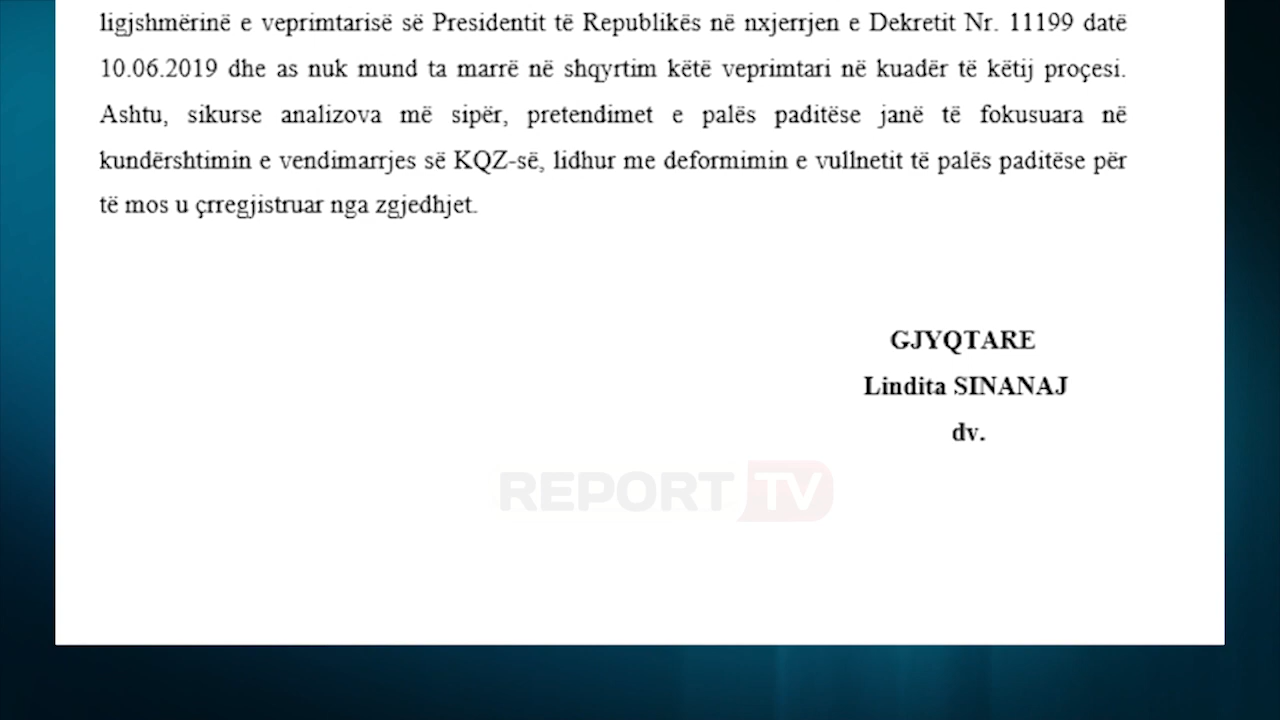 ligjshmërinë e veprimtarisë së Presidentit të Republikës në nxjerrjen e Dekretit Nr. 11199 datë
10.06.2019 dhe as nuk mund ta marrë në shqyrtim këtë veprimtari në kuadër të këtij proçesi.
Ashtu, sikurse analizova më sipër, pretendimet e palës paditëse janë të fokusuara në
kundërshtimin e vendimarrjes së KQZ-së, lidhur me deformimin e vullnetit të palës paditëse për
të mos u çrregjistruar nga zgjedhjet.
GJYQTARE
Lindita SINANAJ
dv.
REPORT TV